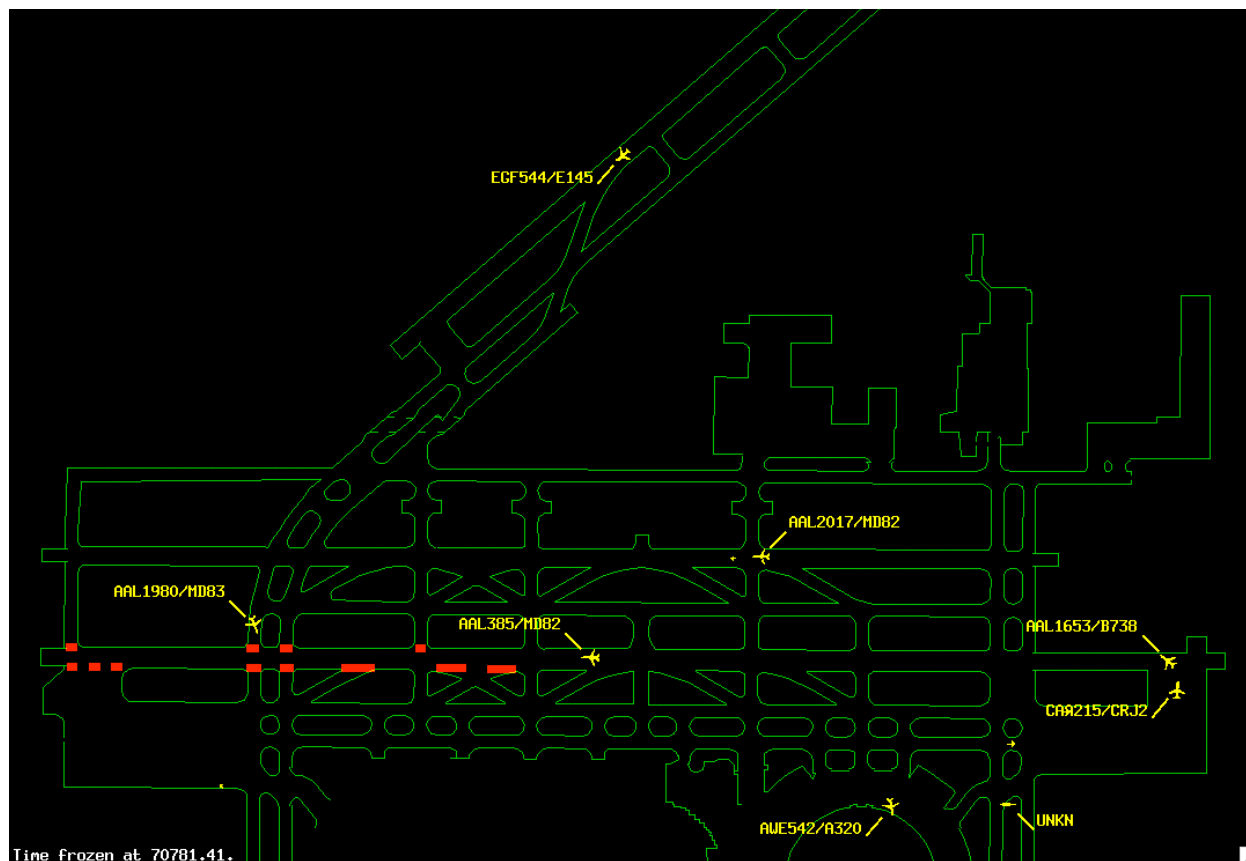 EGF544/E145
AAL2017/MD82
AAL1980/MD83
AAL385/MD82
AAL1653/B738
CAA215/CRJ2
AWE542/A320
UNKN
Time frozen at 70781.41.